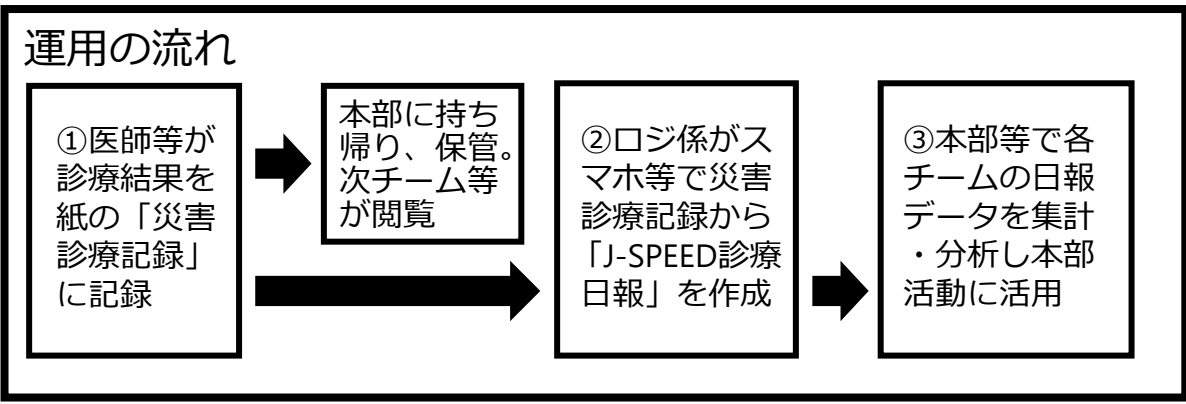 運用の流れ
①医師等が
診療結果を
紙の「災害
診療記録」
に記録
本部に持ち
帰り、保管。
次チーム等
が閲覧
②ロジ係がス
マホ等で災害
診療記録から
「J-SPEED診療
日報」を作成
③本部等で各
チームの日報
データを集計
・分析し本部
活動に活用